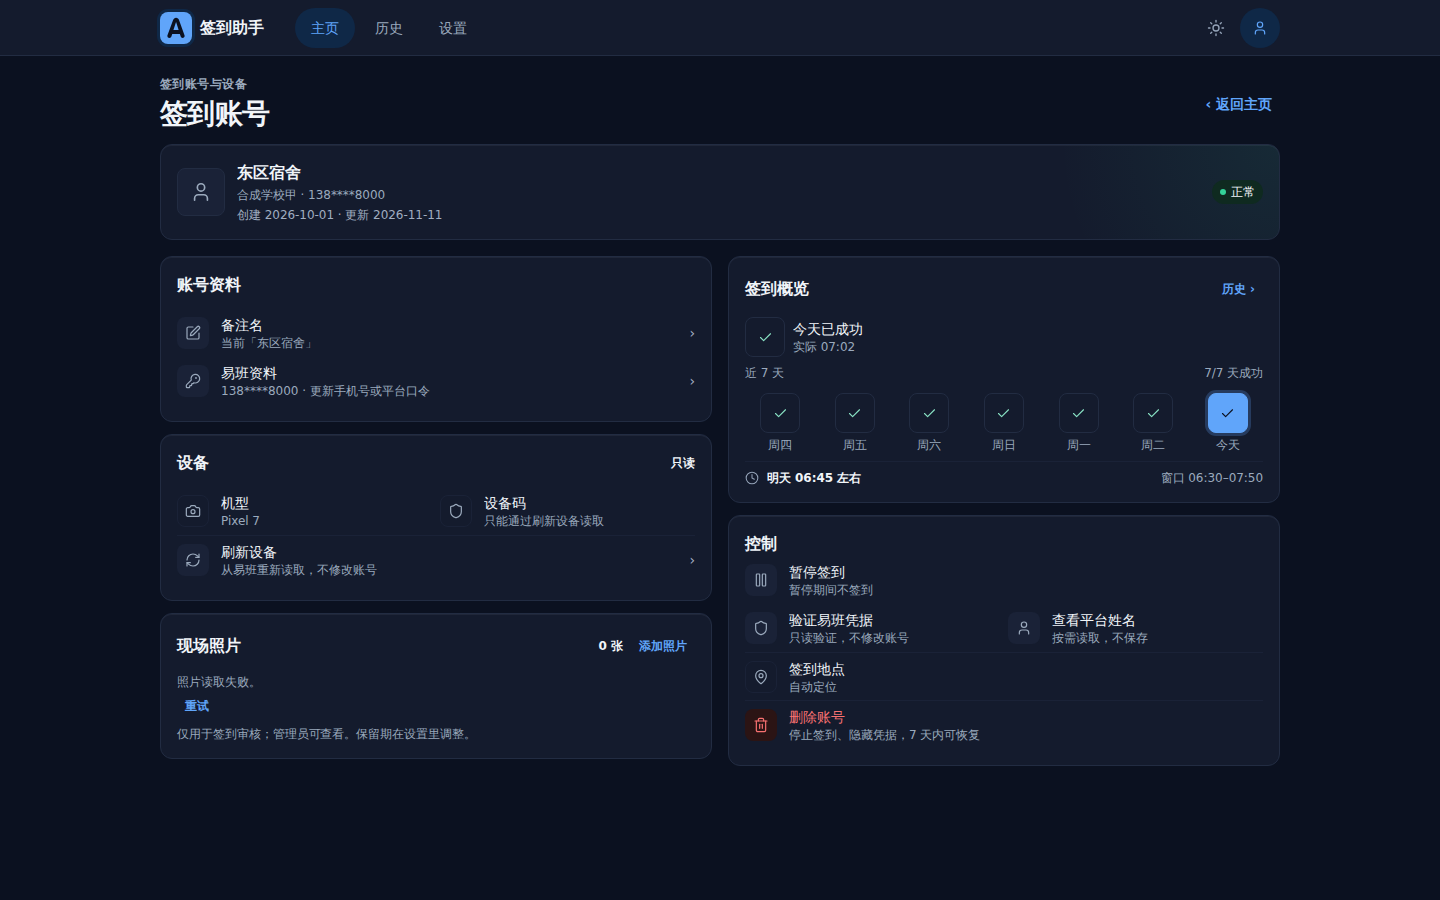 签到助手
主页
历史
设置
签到账号与设备
签到账号
‹ 返回主页
东区宿舍
合成学校甲 · 138****8000
创建 2026-10-01 · 更新 2026-11-11
正常
账号资料
备注名
当前「东区宿舍」
›
易班资料
138****8000 · 更新手机号或平台口令
›
设备
只读
机型
Pixel 7
设备码
只能通过刷新设备读取
刷新设备
从易班重新读取，不修改账号
›
现场照片
0 张
添加照片
照片读取失败。
重试
仅用于签到审核；管理员可查看。保留期在设置里调整。
签到概览
历史 ›
今天已成功
实际 07:02
近 7 天
7/7 天成功
周四
周五
周六
周日
周一
周二
今天
明天 06:45 左右
窗口 06:30–07:50
控制
暂停签到
暂停期间不签到
验证易班凭据
只读验证，不修改账号
查看平台姓名
按需读取，不保存
签到地点
自动定位
删除账号
停止签到、隐藏凭据，7 天内可恢复